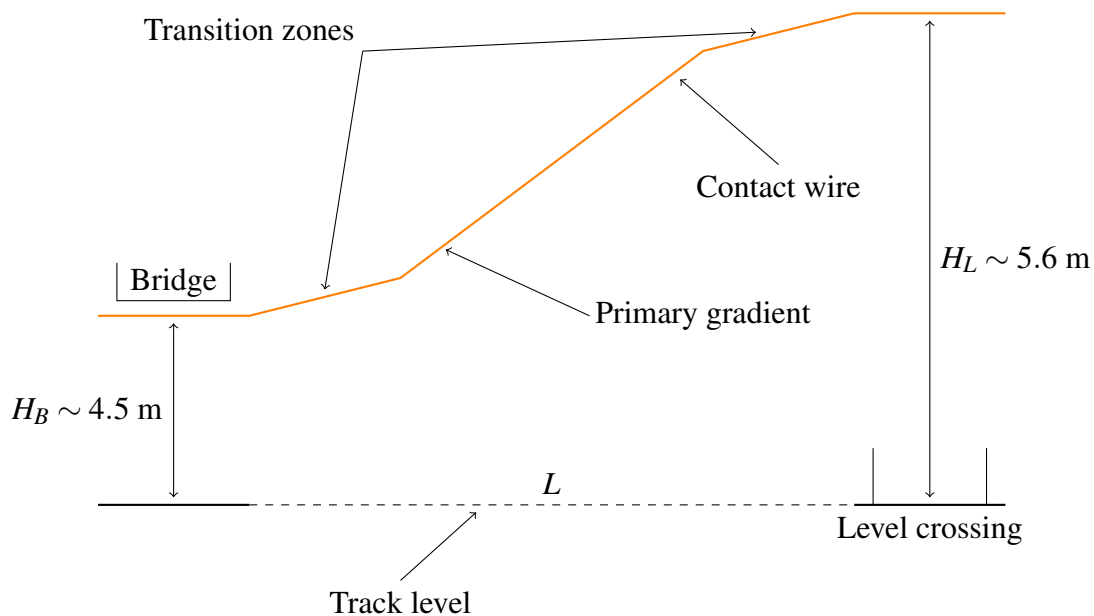 Transition zones
Contact wire
Bridge
H_L ∼ 5.6 m
Primary gradient
H_B ∼ 4.5 m
L
Level crossing
Track level